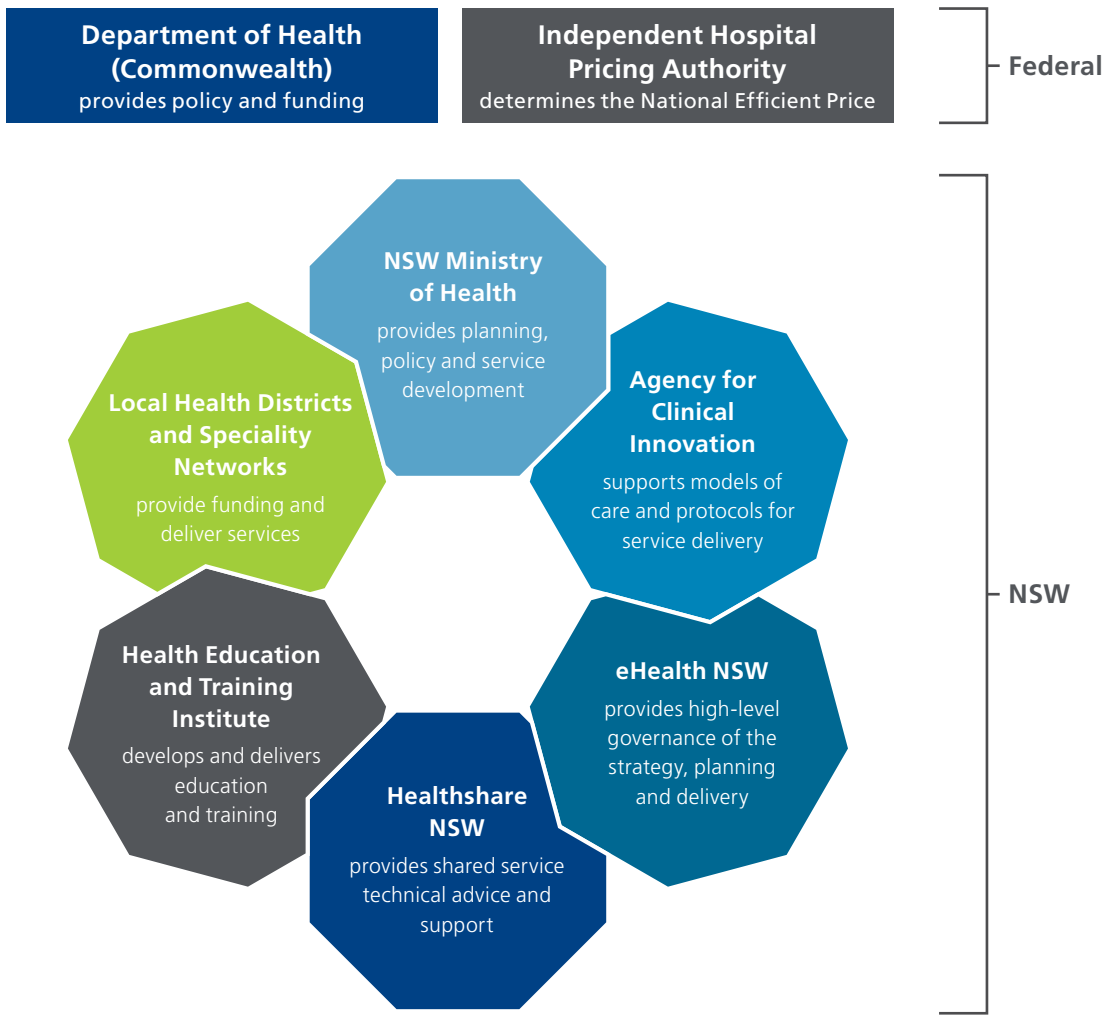 Department of Health
(Commonwealth)
provides policy and funding
Independent Hospital
Pricing Authority
determines the National Efficient Price
Federal
NSW Ministry
of Health
provides planning,
policy and service
development
Agency for
Clinical
Innovation
supports models of
care and protocols for
service delivery
Local Health Districts
and Speciality
Networks
provide funding and
deliver services
NSW
Health Education
and Training
Institute
develops and delivers
education
and training
eHealth NSW
provides high-level
governance of the
strategy, planning
and delivery
Healthshare
NSW
provides shared service
technical advice and
support